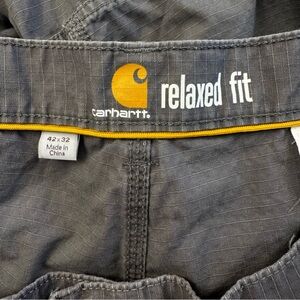 carhartt.
relaxed fit
42x32
Made in
China